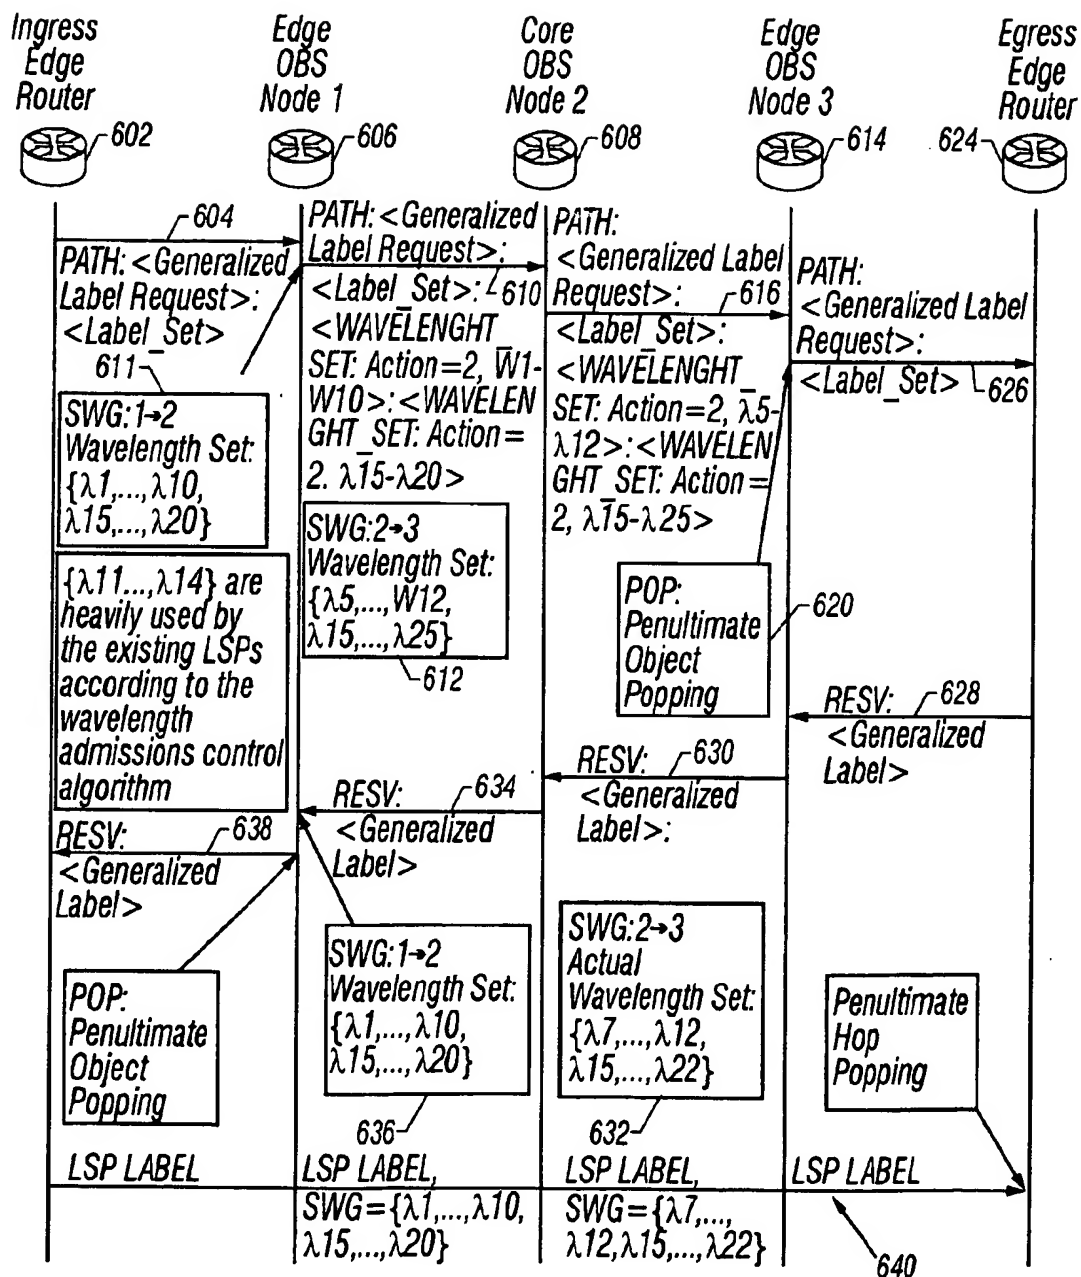 Ingress
Edge
Router
Edge
OBS
Node 1
Core
OBS
Node 2
Edge
OBS
Node 3
Egress
Edge
Router
602
606
608
614
624
604
PATH: <Generalized
Label Request>:
<Label_Set>
611
SWG:1→2
Wavelength Set:
{λ1,..., λ10,
λ15,..., λ20}
{λ11...,λ14} are
heavily used by
the existing LSPs
according to the
wavelength
admissions control
algorithm
RESV:
638
<Generalized
Label>
POP:
Penultimate
Object
Popping
LSP LABEL
PATH: <Generalized
Label Request>:
<Label_Set>:
610
<WAVELENGHT_
SET: Action=2, W1-
W10>:<WAVELEN
GHT_SET: Action=
2. λ15-λ20>
SWG:2→3
Wavelength Set:
{λ5,..., W12,
λ15,..., λ25}
612
RESV:
634
<Generalized
Label>
SWG:1→2
Wavelength Set:
{λ1,...,λ10,
λ15,...,λ20}
636
LSP LABEL,
SWG={λ1,...,λ10,
λ15,...,λ20}
PATH:
<Generalized Label
Request>:
616
<Label_Set>:
<WAVELENGHT_
SET: Action=2, λ5-
λ12>:<WAVELEN
GHT_SET: Action=
2, λ15-λ25>
POP:
Penultimate
Object
Popping
620
RESV:
630
<Generalized
Label>:
SWG:2→3
Actual
Wavelength Set:
{λ7,...,λ12,
λ15,...,λ22}
632
LSP LABEL,
SWG={λ7,...,
λ12,λ15,...,λ22}
PATH:
<Generalized Label
Request>:
<Label_Set>
626
RESV:
628
<Generalized
Label>
Penultimate
Hop
Popping
LSP LABEL
640